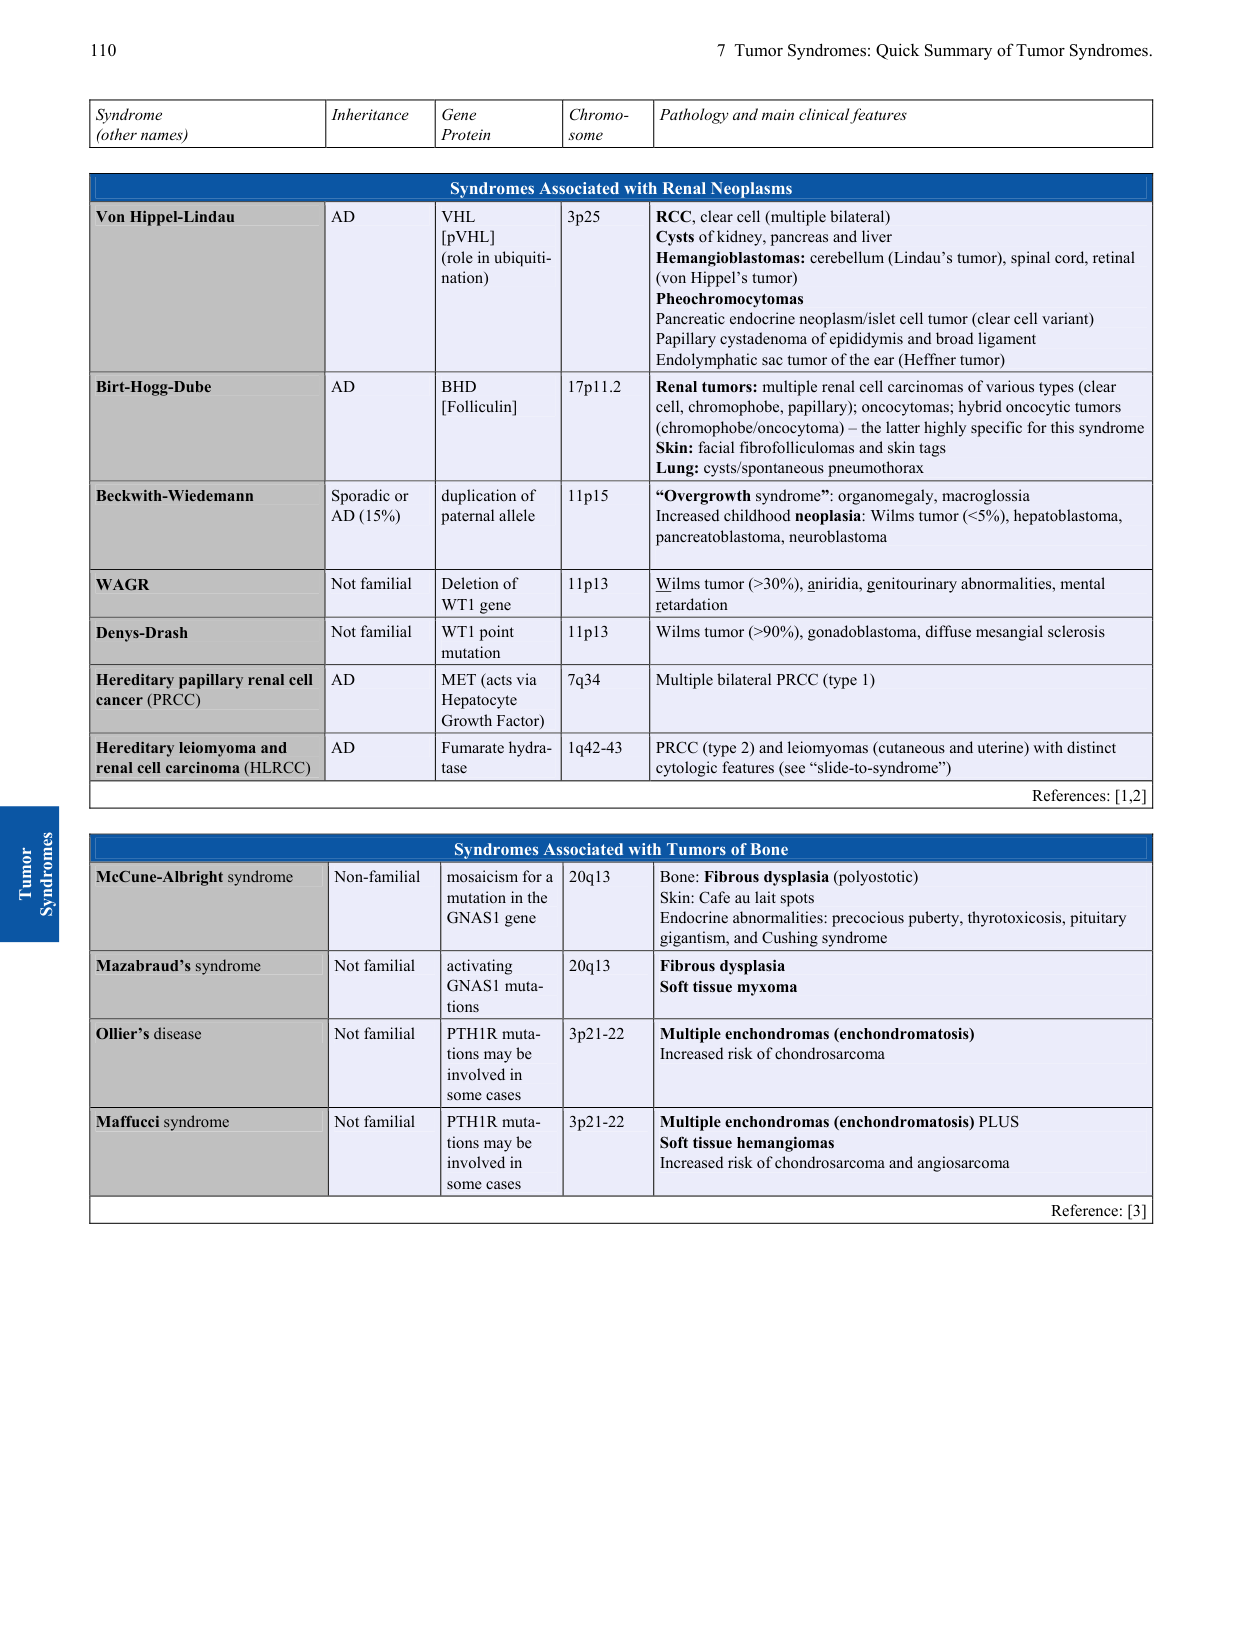 110
7 Tumor Syndromes: Quick Summary of Tumor Syndromes.
Syndrome
(other names)
Inheritance
Gene
Protein
Chromo-
some
Pathology and main clinical features
Syndromes Associated with Renal Neoplasms
Von Hippel-Lindau
AD
VHL
[pVHL]
(role in ubiquiti-
nation)
3p25
RCC, clear cell (multiple bilateral)
Cysts of kidney, pancreas and liver
Hemangioblastomas: cerebellum (Lindau’s tumor), spinal cord, retinal
(von Hippel’s tumor)
Pheochromocytomas
Pancreatic endocrine neoplasm/islet cell tumor (clear cell variant)
Papillary cystadenoma of epididymis and broad ligament
Endolymphatic sac tumor of the ear (Heffner tumor)
Birt-Hogg-Dube
AD
BHD
[Folliculin]
17p11.2
Renal tumors: multiple renal cell carcinomas of various types (clear
cell, chromophobe, papillary); oncocytomas; hybrid oncocytic tumors
(chromophobe/oncocytoma) – the latter highly specific for this syndrome
Skin: facial fibrofolliculomas and skin tags
Lung: cysts/spontaneous pneumothorax
Beckwith-Wiedemann
Sporadic or
AD (15%)
duplication of
paternal allele
11p15
“Overgrowth syndrome”: organomegaly, macroglossia
Increased childhood neoplasia: Wilms tumor (<5%), hepatoblastoma,
pancreatoblastoma, neuroblastoma
WAGR
Not familial
Deletion of
WT1 gene
11p13
Wilms tumor (>30%), aniridia, genitourinary abnormalities, mental
retardation
Denys-Drash
Not familial
WT1 point
mutation
11p13
Wilms tumor (>90%), gonadoblastoma, diffuse mesangial sclerosis
Hereditary papillary renal cell
cancer (PRCC)
AD
MET (acts via
Hepatocyte
Growth Factor)
7q34
Multiple bilateral PRCC (type 1)
Hereditary leiomyoma and
renal cell carcinoma (HLRCC)
AD
Fumarate hydra-
tase
1q42-43
PRCC (type 2) and leiomyomas (cutaneous and uterine) with distinct
cytologic features (see “slide-to-syndrome”)
References: [1,2]
Tumor
Syndromes
Syndromes Associated with Tumors of Bone
McCune-Albright syndrome
Non-familial
mosaicism for a
mutation in the
GNAS1 gene
20q13
Bone: Fibrous dysplasia (polyostotic)
Skin: Cafe au lait spots
Endocrine abnormalities: precocious puberty, thyrotoxicosis, pituitary
gigantism, and Cushing syndrome
Mazabraud’s syndrome
Not familial
activating
GNAS1 muta-
tions
20q13
Fibrous dysplasia
Soft tissue myxoma
Ollier’s disease
Not familial
PTH1R muta-
tions may be
involved in
some cases
3p21-22
Multiple enchondromas (enchondromatosis)
Increased risk of chondrosarcoma
Maffucci syndrome
Not familial
PTH1R muta-
tions may be
involved in
some cases
3p21-22
Multiple enchondromas (enchondromatosis) PLUS
Soft tissue hemangiomas
Increased risk of chondrosarcoma and angiosarcoma
Reference: [3]